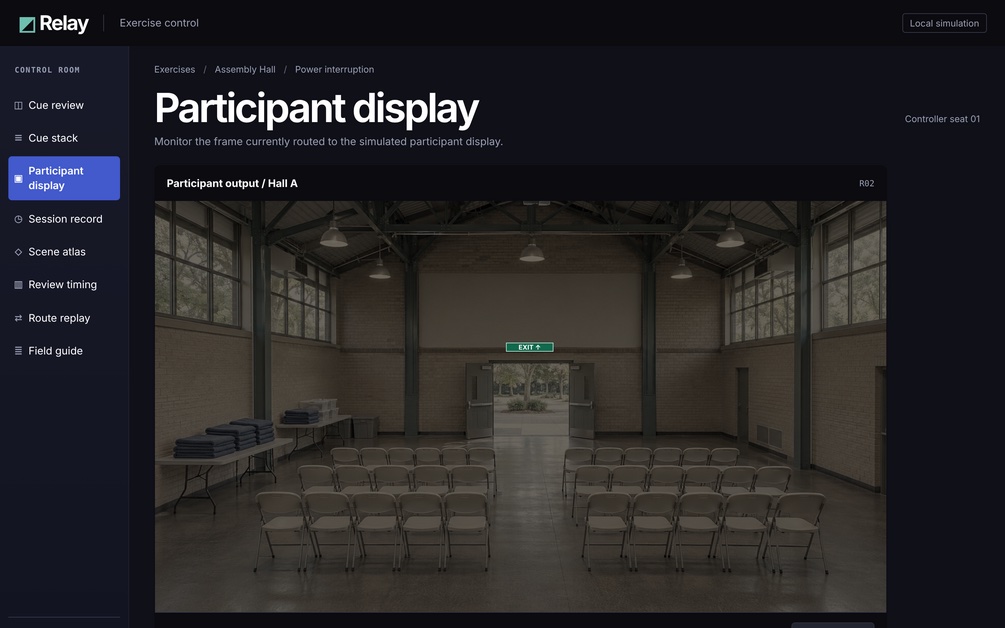 Relay
Exercise control
Local simulation
CONTROL ROOM
Cue review
Cue stack
Participant
display
Session record
Scene atlas
Review timing
Route replay
Field guide
Exercises / Assembly Hall / Power interruption
Participant display
Controller seat 01
Monitor the frame currently routed to the simulated participant display.
Participant output / Hall A
R02
EXIT ↑